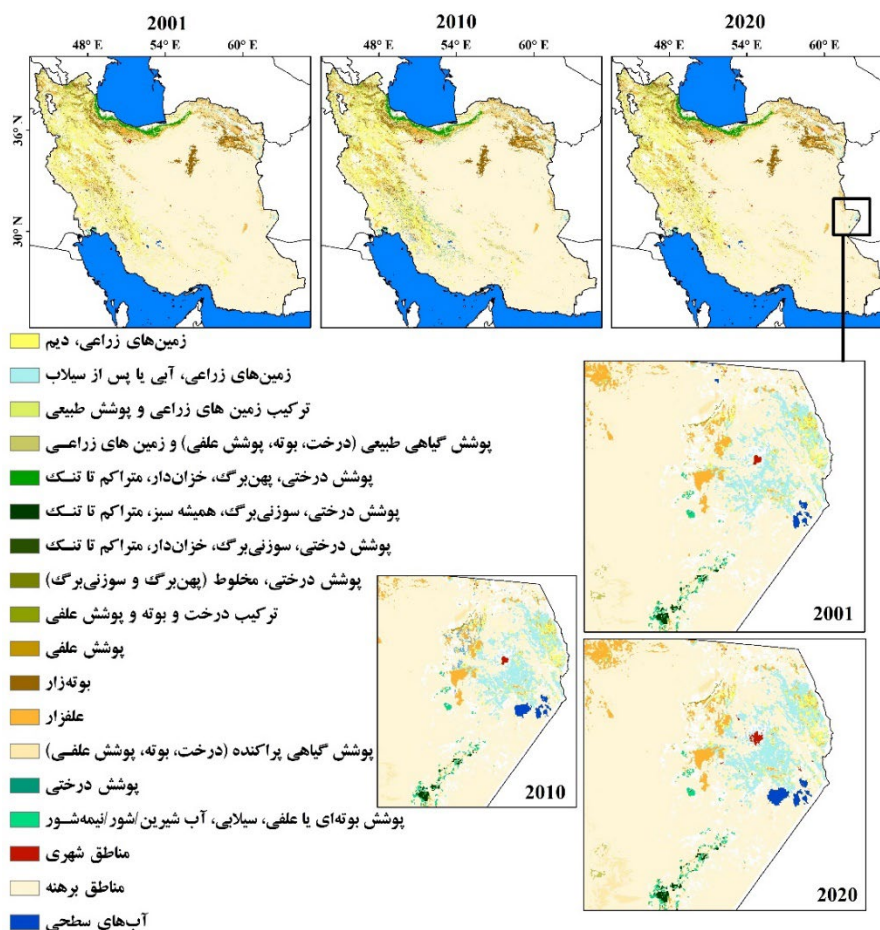 2001
2010
2020
48° E
54° E
60° E
48° E
54° E
60° E
48° E
54° E
60° E
36° N
30° N
زمین‌های زراعی، دیم
زمین‌های زراعی، آبی یا پس از سیلاب
ترکیب زمین های زراعی و پوشش طبیعی
پوشش گیاهی طبیعی (درخت، بوته، پوشش علفی) و زمین های زراعـی
پوشش درختی، پهن‌برگ، خزان‌دار، متراکم تا تنـک
پوشش درختی، سوزنی‌برگ، همیشه سبز، متراکم تا تنـک
پوشش درختی، سوزنی‌برگ، خزان‌دار، متراکم تا تنـک
پوشش درختی، مخلوط (پهن‌برگ و سوزنی‌برگ)
ترکیب درخت و بوته و پوشش علفی
پوشش علفی
بوته‌زار
علفزار
پوشش گیاهی پراکنده (درخت، بوته، پوشش علفـی)
پوشش درختی
پوشش بوته‌ای یا علفی، سیلابی، آب شیرین/شور/نیمه‌شـور
مناطق شهری
مناطق برهنه
آب‌های سطحی
2001
2010
2020